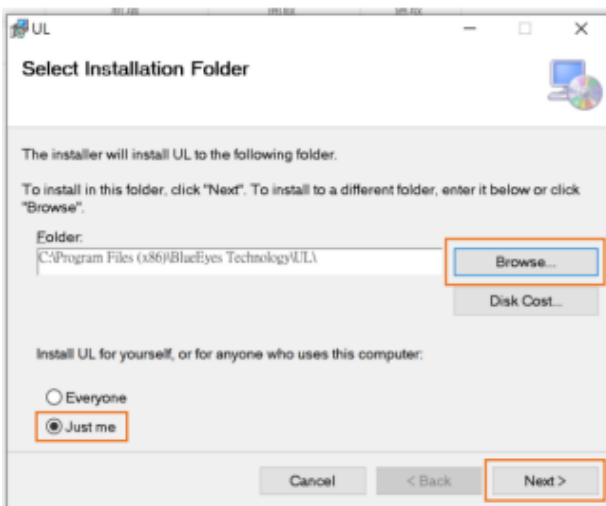 UL
Select Installation Folder
The installer will install UL to the following folder.
To install in this folder, click "Next". To install to a different folder, enter it below or click
"Browse".
Folder:
C:\Program Files (x86)\BlueEyes Technology\UL\
Browse...
Disk Cost...
Install UL for yourself, or for anyone who uses this computer:
Everyone
Just me
Cancel
< Back
Next >